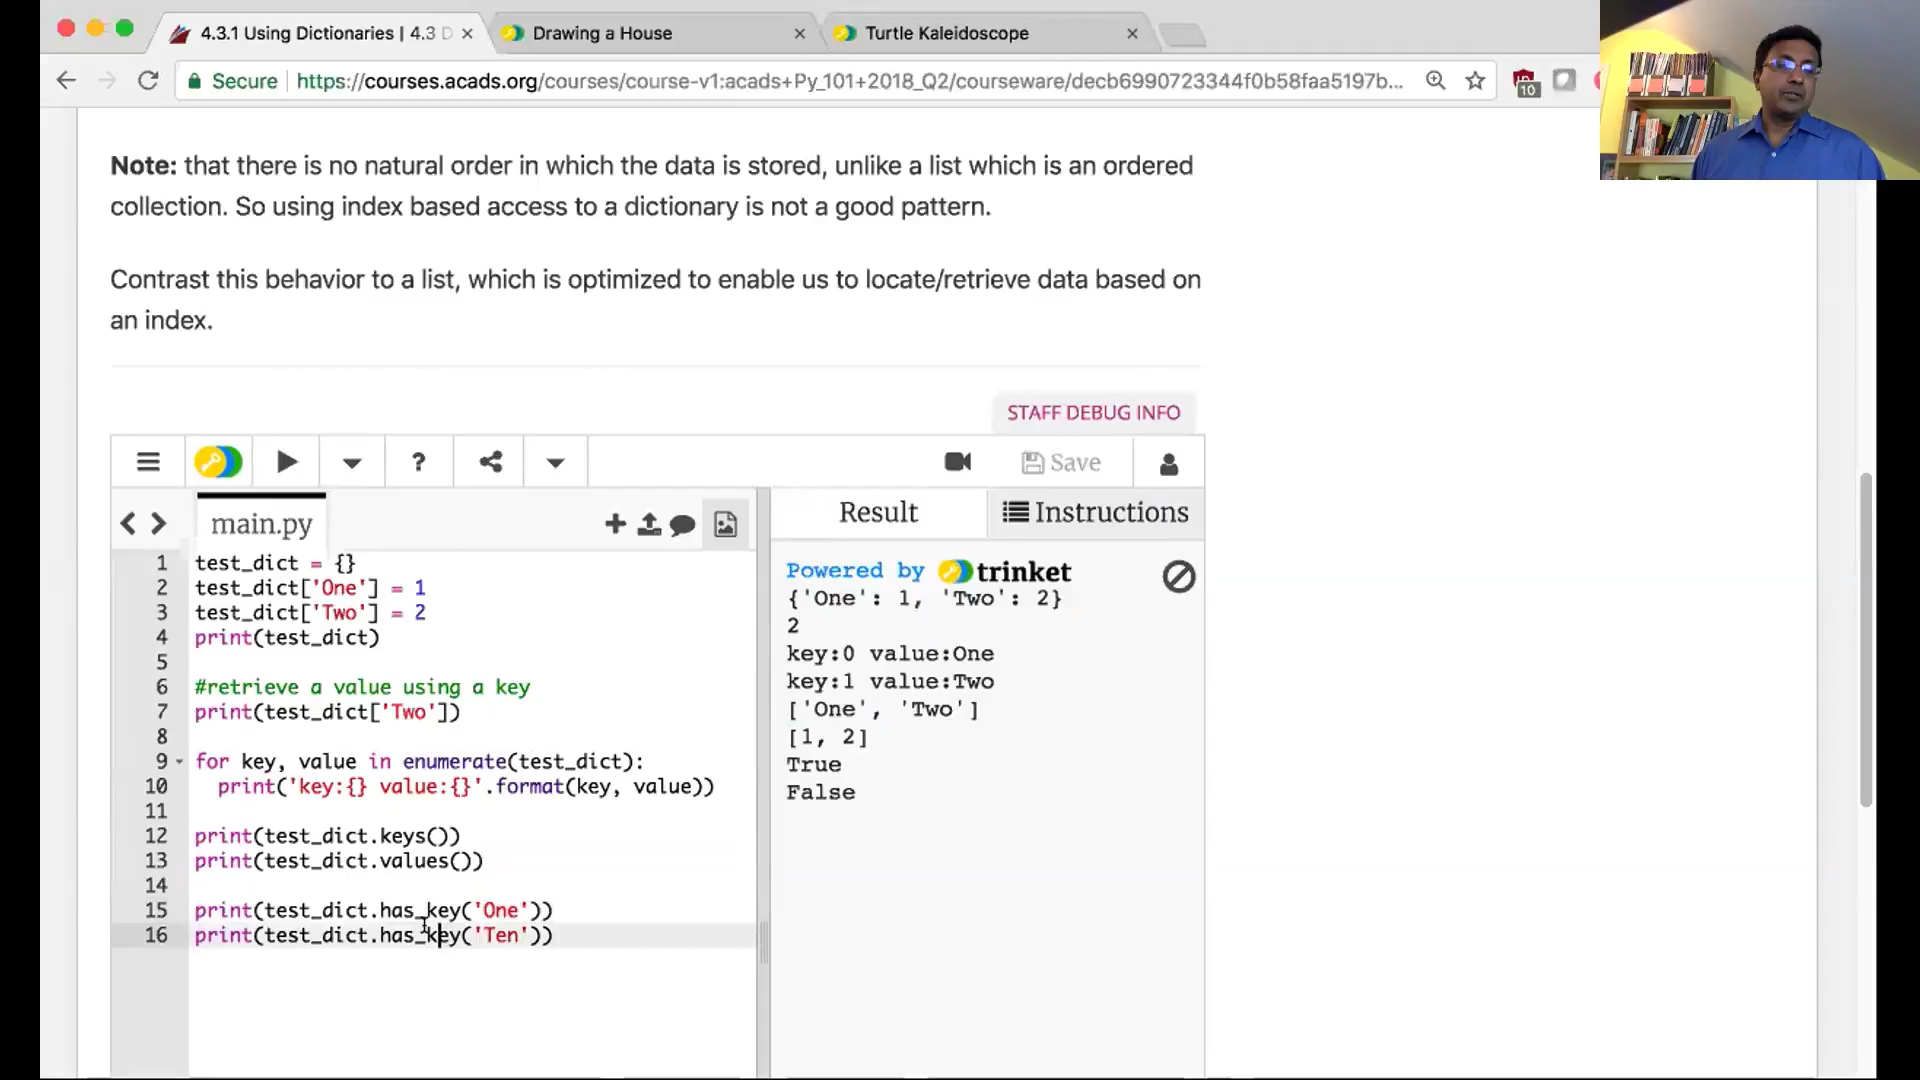 4.3.1 Using Dictionaries | 4.3 D
Drawing a House
Turtle Kaleidoscope
Secure
https://courses.acads.org/courses/course-v1:acads+Py_101+2018_Q2/courseware/decb6990723344f0b58faa5197b...
10
Note: that there is no natural order in which the data is stored, unlike a list which is an ordered
collection. So using index based access to a dictionary is not a good pattern.
Contrast this behavior to a list, which is optimized to enable us to locate/retrieve data based on
an index.
STAFF DEBUG INFO
?
Save
main.py
1 test_dict = {}
2 test_dict['One'] = 1
3 test_dict['Two'] = 2
4 print(test_dict)
5
6 #retrieve a value using a key
7 print(test_dict['Two'])
8
9 for key, value in enumerate(test_dict):
10 print('key:{} value:{}'.format(key, value))
11
12 print(test_dict.keys())
13 print(test_dict.values())
14
15 print(test_dict.has_key('One'))
16 print(test_dict.has_key('Ten'))
Result
Instructions
Powered by trinket
{'One': 1, 'Two': 2}
2
key:0 value:One
key:1 value:Two
['One', 'Two']
[1, 2]
True
False